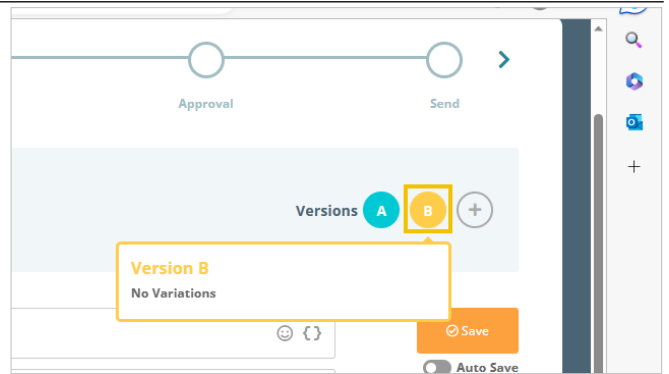 Approval
Send
Versions A B +
Version B
No Variations
{}
Save
Auto Save